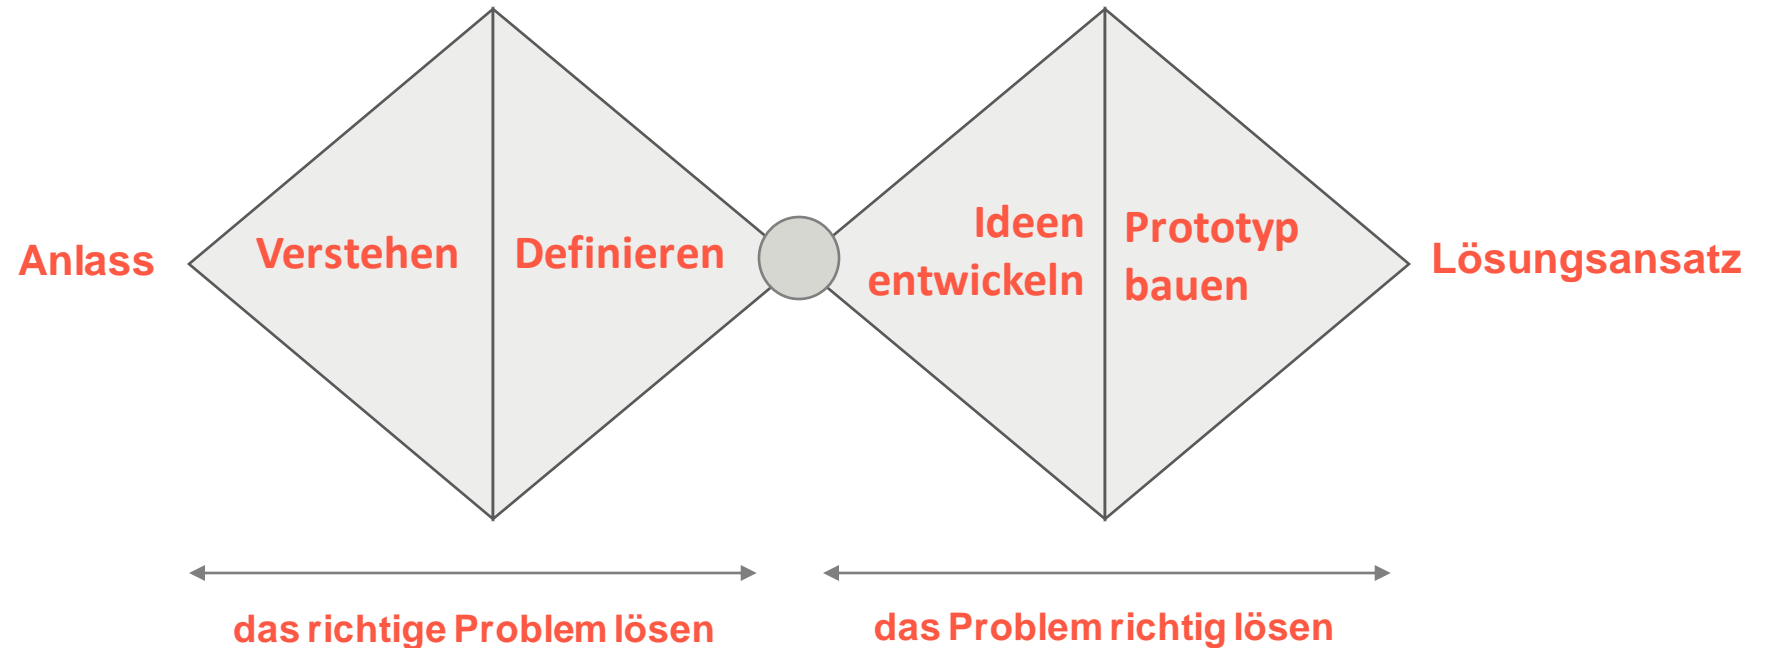 Anlass
Verstehen
Definieren
Ideen
entwickeln
Prototyp
bauen
Lösungsansatz
das richtige Problem lösen
das Problem richtig lösen